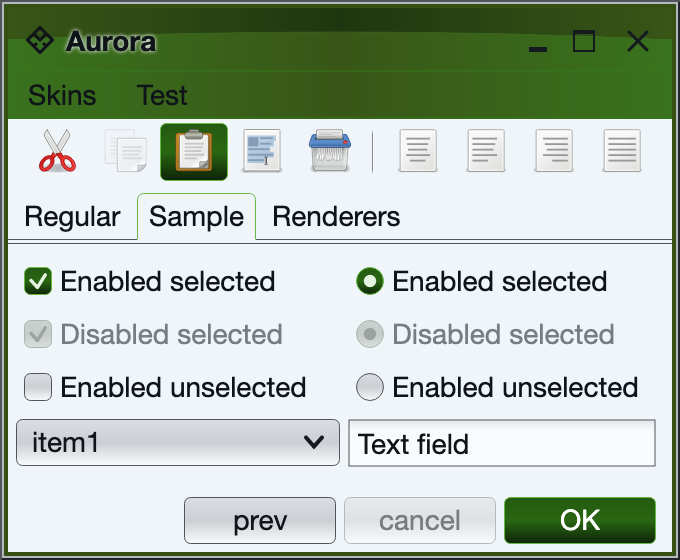 Aurora
Skins Test
Regular Sample Renderers
Enabled selected Enabled selected
Disabled selected Disabled selected
Enabled unselected Enabled unselected
item1 Text field
prev cancel OK